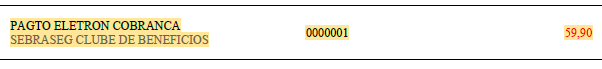 PAGTO ELETRON COBRANCA
SEBRASEG CLUBE DE BENEFICIOS 0000001 59,90